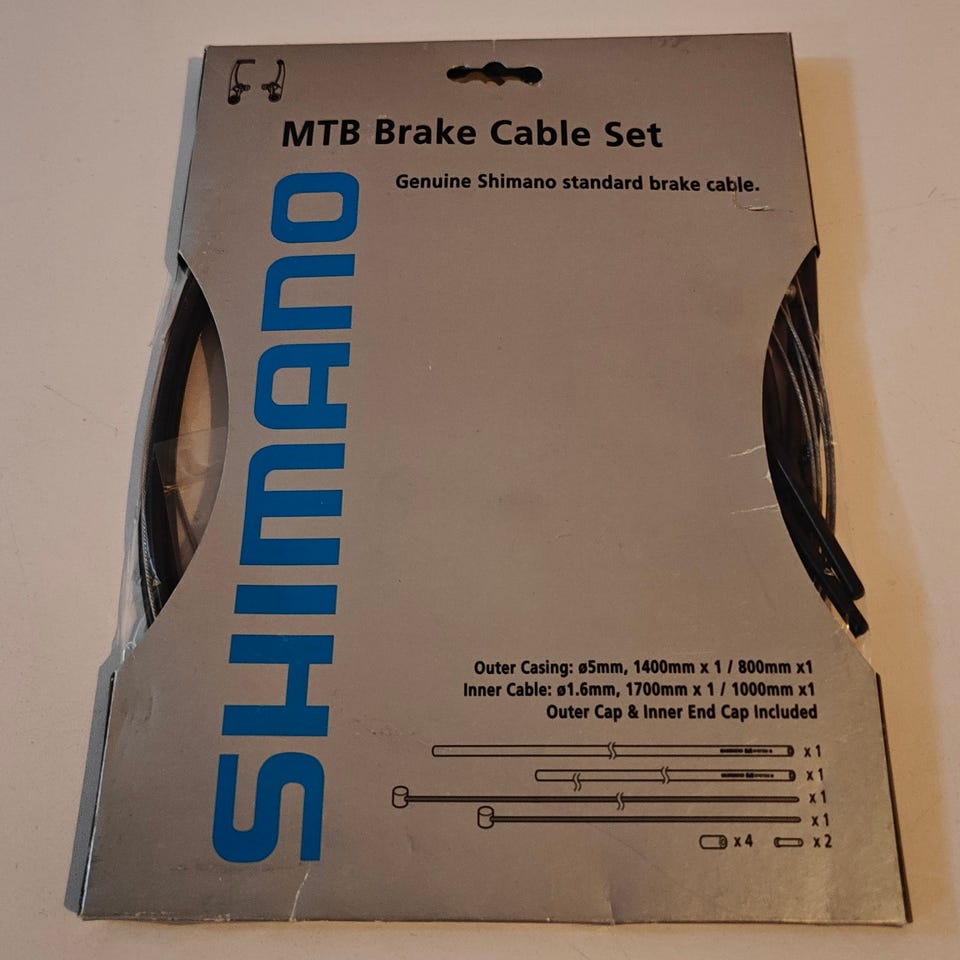 MTB Brake Cable Set
Genuine Shimano standard brake cable.
SHIMANO
Outer Casing: ø5mm, 1400mm x 1 / 800mm x1
Inner Cable: ø1.6mm, 1700mm x 1 / 1000mm x1
Outer Cap & Inner End Cap Included
x 1
x 1
x 1
x 1
x 4 x 2